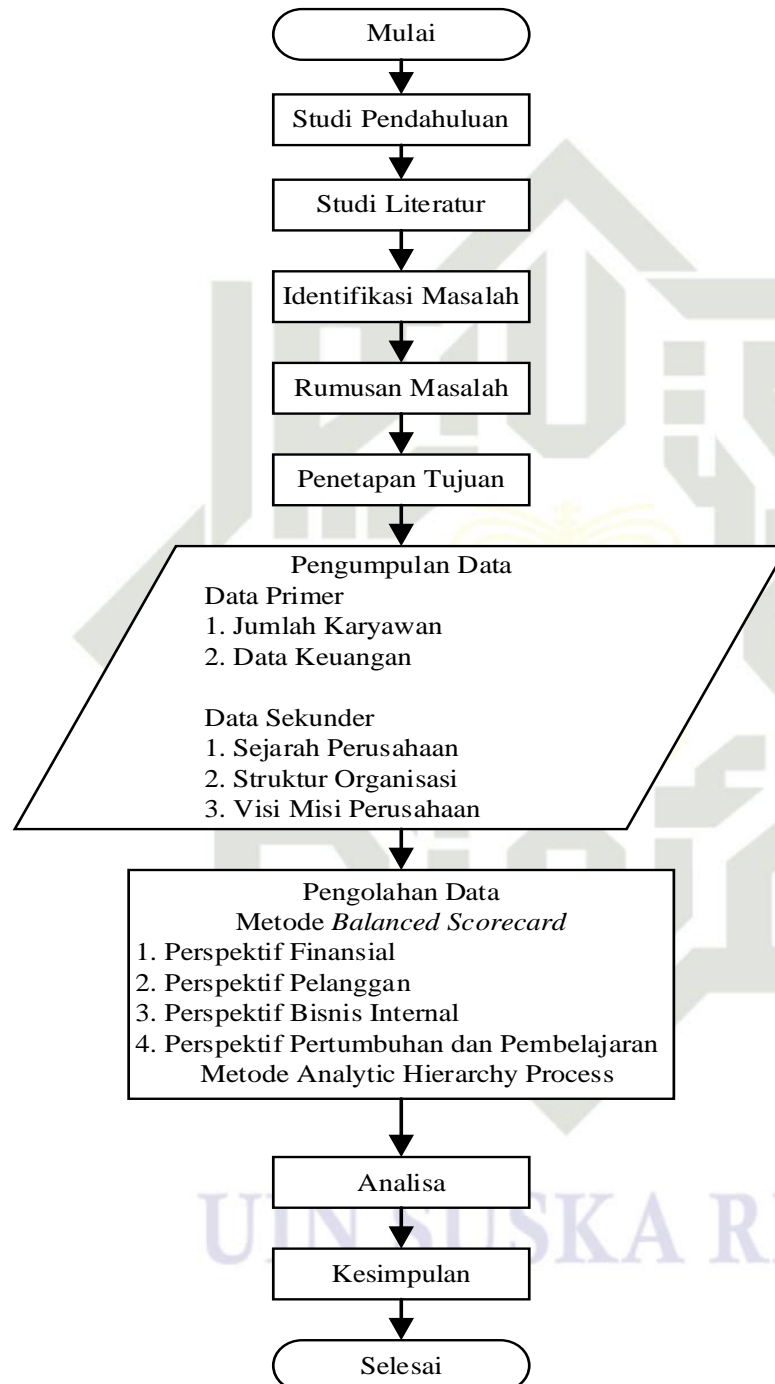 Mulai
Studi Pendahuluan
Studi Literatur
Identifikasi Masalah
Rumusan Masalah
Penetapan Tujuan
Pengumpulan Data
Data Primer
1. Jumlah Karyawan
2. Data Keuangan
Data Sekunder
1. Sejarah Perusahaan
2. Struktur Organisasi
3. Visi Misi Perusahaan
Pengolahan Data
Metode Balanced Scorecard
1. Perspektif Finansial
2. Perspektif Pelanggan
3. Perspektif Bisnis Internal
4. Perspektif Pertumbuhan dan Pembelajaran
Metode Analytic Hierarchy Process
Analisa
UIN SUSKA R
Kesimpulan
Selesai